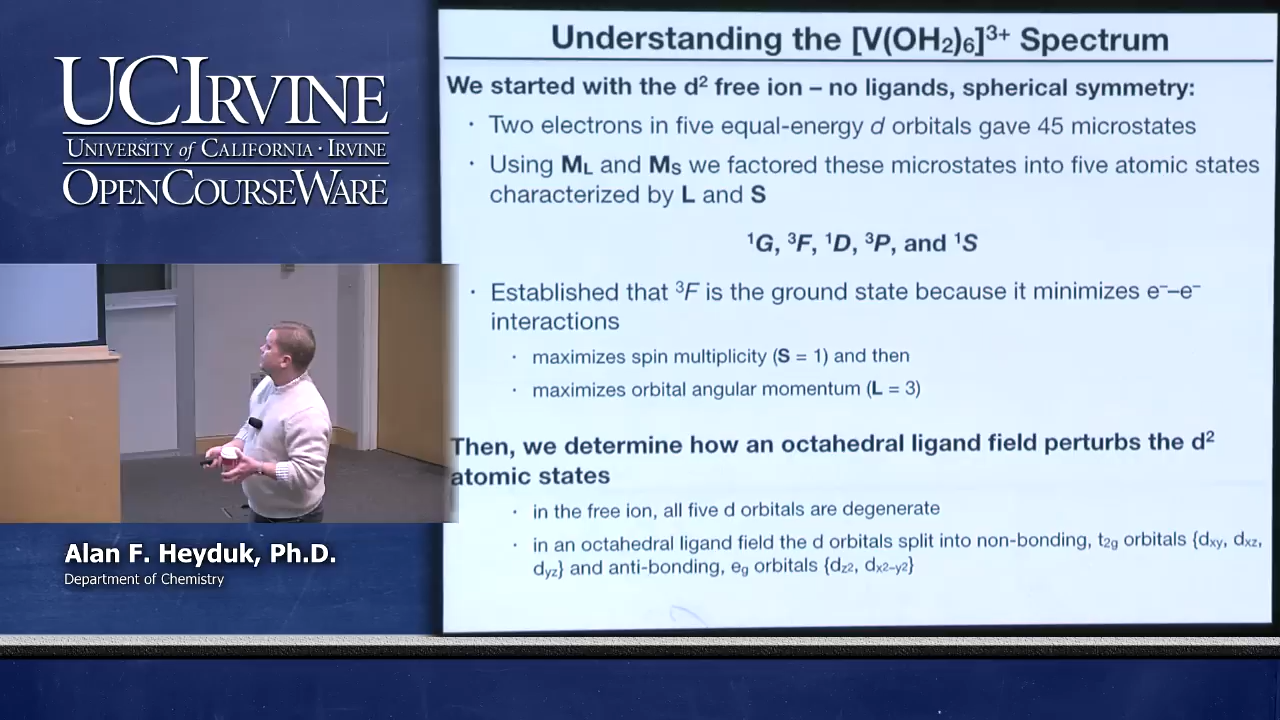 UCIRVINE
UNIVERSITY of CALIFORNIA · IRVINE
OPENCOURSEWARE
Alan F. Heyduk, Ph.D.
Department of Chemistry
Understanding the [V(OH₂)₆]³⁺ Spectrum
We started with the d² free ion – no ligands, spherical symmetry:
· Two electrons in five equal-energy d orbitals gave 45 microstates
· Using M_L and M_S we factored these microstates into five atomic states
characterized by L and S
¹G, ³F, ¹D, ³P, and ¹S
· Established that ³F is the ground state because it minimizes e⁻–e⁻
interactions
· maximizes spin multiplicity (S = 1) and then
· maximizes orbital angular momentum (L = 3)
Then, we determine how an octahedral ligand field perturbs the d²
atomic states
· in the free ion, all five d orbitals are degenerate
· in an octahedral ligand field the d orbitals split into non-bonding, t₂g orbitals {dxy, dxz,
dyz} and anti-bonding, eg orbitals {dz2, dx2–y2}